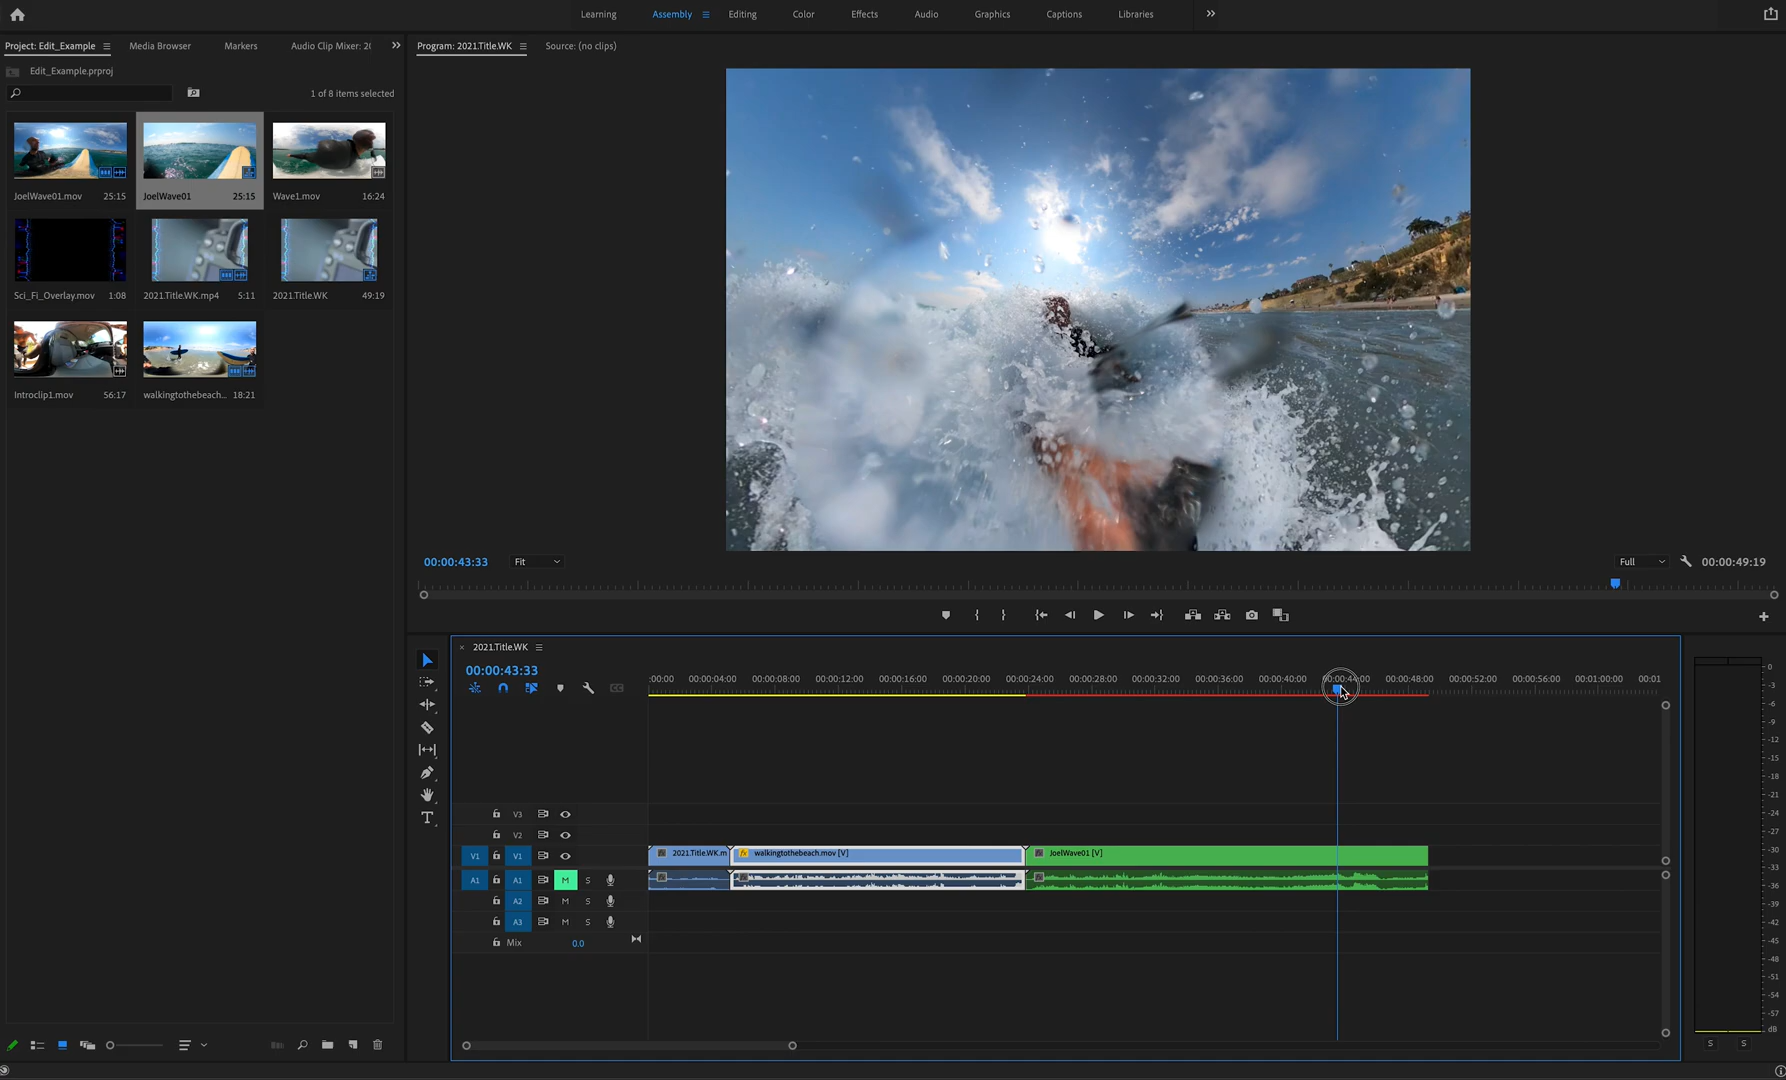 Learning Assembly Editing Color Effects Audio Graphics Captions Libraries
Project: Edit_Example Media Browser Markers Audio Clip Mixer: 20
Program: 2021.Title.WK Source: (no clips)
Edit_Example.prproj
1 of 8 items selected
JoelWave01.mov 25:15
JoelWave01 25:15
Wave1.mov 16:24
Sci_Fi_Overlay.mov 1:08
2021.Title.WK.mp4 5:11
2021.Title.WK 49:19
Introclip1.mov 56:17
walkingtothebeach... 18:21
00:00:43:33 Fit Full 00:00:49:19
2021.Title.WK
00:00:43:33
:00:00 00:00:04:00 00:00:08:00 00:00:12:00 00:00:16:00 00:00:20:00 00:00:24:00 00:00:28:00 00:00:32:00 00:00:36:00 00:00:40:00 00:00:44:00 00:00:48:00 00:00:52:00 00:00:56:00 00:01:00:00 00:01
V3
V2
V1 V1 2021.Title.WK.m fx walkingtothebeach.mov [V] JoelWave01 [V]
A1 A1 M S
A2 M S
A3 M S
Mix 0.0
0
-3
-6
-9
-12
-15
-18
-21
-24
-27
-30
-33
-36
-39
-42
-45
-48
-51
-54
-57
dB
S S